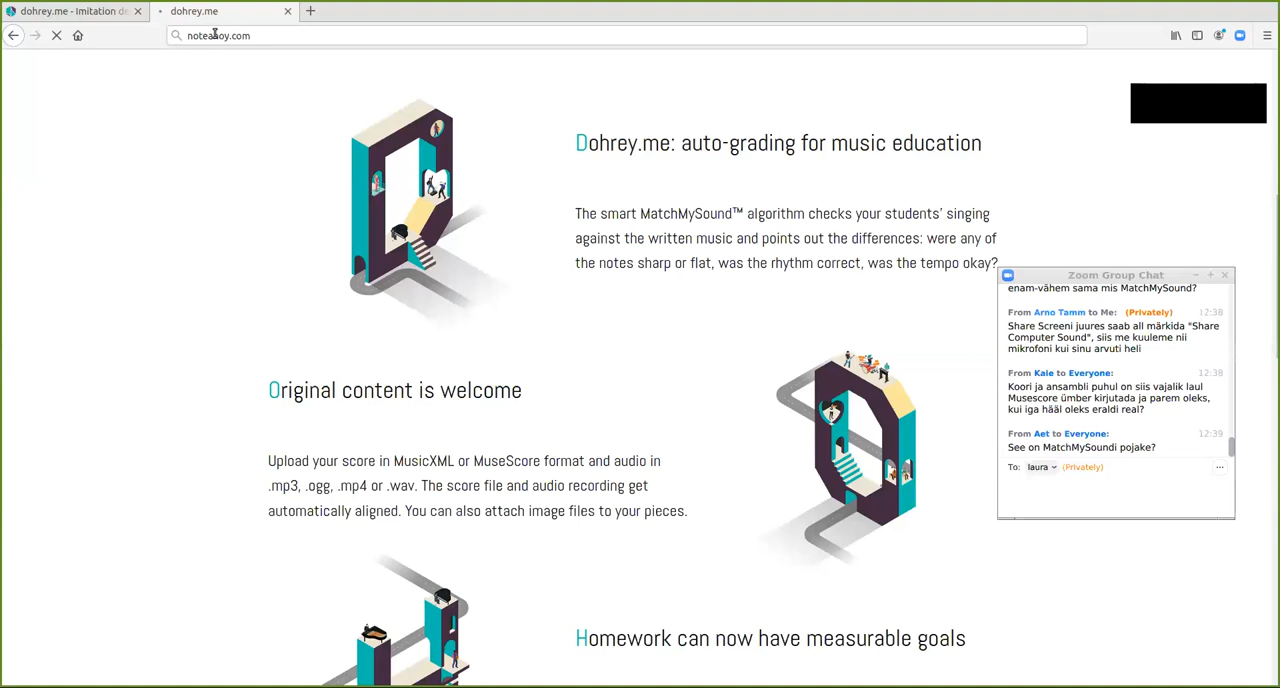 dohrey.me - Imitation de
dohrey.me
Dohrey.me: auto-grading for music education
The smart MatchMySound™ algorithm checks your students' singing
against the written music and points out the differences: were any of
the notes sharp or flat, was the rhythm correct, was the tempo okay?
Original content is welcome
Upload your score in MusicXML or MuseScore format and audio in
.mp3, .ogg, .mp4 or .wav. The score file and audio recording get
automatically aligned. You can also attach image files to your pieces.
Homework can now have measurable goals
Zoom Group Chat
enam-vähem sama mis MatchMySound?
From Arno Tamm to Me: (Privately) 12:38
Share Screeni juures saab all märkida "Share
Computer Sound", siis me kuuleme nii
mikrofoni kui sinu arvuti heli
From Kaie to Everyone: 12:38
Koori ja ansambli puhul on siis vajalik laul
Musescore ümber kirjutada ja parem oleks,
kui iga hääl oleks eraldi real?
From Aet to Everyone: 12:39
See on MatchMySoundi pojake?
To: laura (Privately)